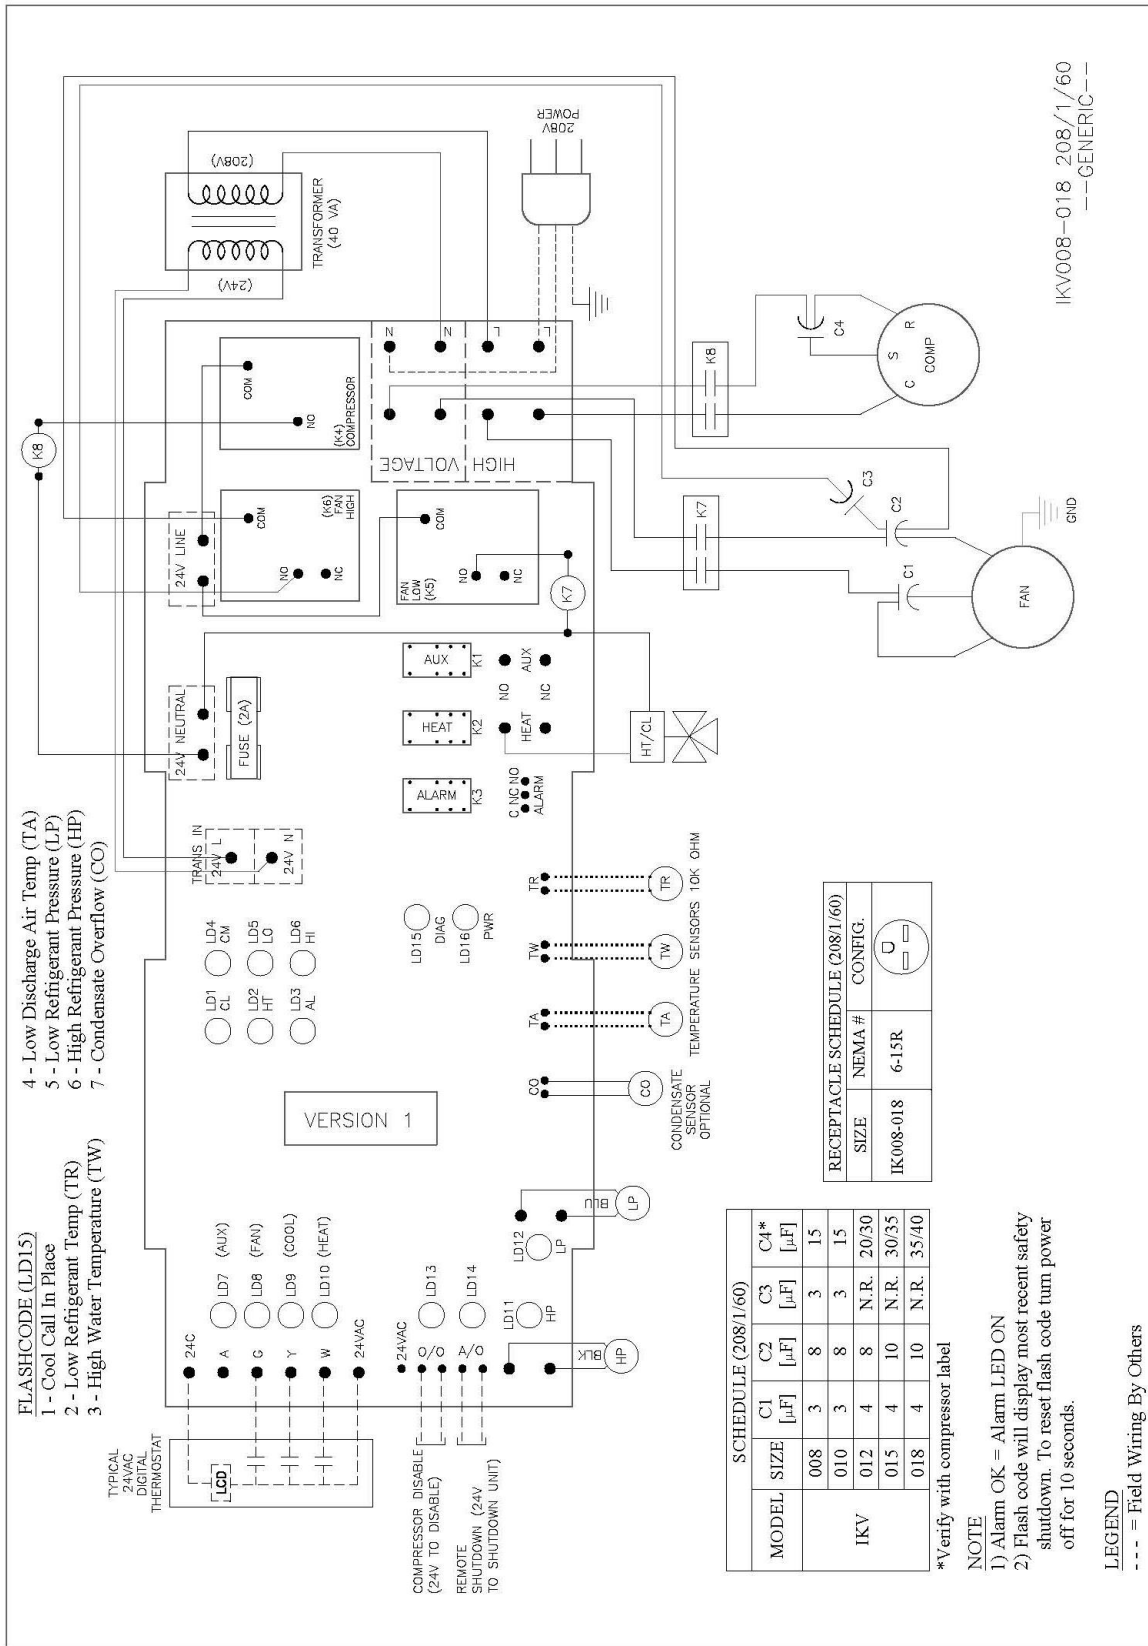 FLASHCODE (LD15)
1 - Cool Call In Place
2 - Low Refrigerant Temp (TR)
3 - High Water Temperature (TW)
4 - Low Discharge Air Temp (TA)
5 - Low Refrigerant Pressure (LP)
6 - High Refrigerant Pressure (HP)
7 - Condensate Overflow (CO)
K8
TYPICAL
24VAC
DIGITAL
THERMOSTAT
LCD
24C
A
G
Y
W
24VAC
LD7 (AUX)
LD8 (FAN)
LD9 (COOL)
LD10 (HEAT)
VERSION 1
LD1
CL
LD2
HT
LD3
AL
LD4
CM
LD5
LO
LD6
HI
TRANS IN
24V L
24V N
24V NEUTRAL
FUSE (2A)
24V LINE
COM
NO
NC
(K6)
FAN
HIGH
COM
NO
(K4)
COMPRESSOR
(24V)
(208V)
TRANSFORMER
(40 VA)
COMPRESSOR DISABLE
(24V TO DISABLE)
REMOTE
SHUTDOWN (24V
TO SHUTDOWN UNIT)
24VAC
O/O
A/O
LD13
LD14
LD11
HP
LD12
LP
BLK
HP
BLU
LP
LD15
DIAG
LD16
PWR
ALARM
K3
HEAT
K2
AUX
K1
C NC NO
ALARM
NO
NC
HEAT
AUX
COM
NO
NC
FAN
LOW
(K5)
K7
HIGH VOLTAGE
N
N
L
L
208V
POWER
CO
CO
CONDENSATE
SENSOR
OPTIONAL
TA
TA
TW
TW
TR
TR
TEMPERATURE SENSORS 10K OHM
HT/CL
K7
K8
C1
C2
C3
C4
FAN
GND
C
S
R
COMP
SCHEDULE (208/1/60)
MODEL SIZE C1 [µF] C2 [µF] C3 [µF] C4* [µF]
IKV
008 3 8 3 15
010 3 8 3 15
012 4 8 N.R. 20/30
015 4 10 N.R. 30/35
018 4 10 N.R. 35/40
*Verify with compressor label
RECEPTACLE SCHEDULE (208/1/60)
SIZE NEMA # CONFIG.
IK008-018 6-15R
NOTE
1) Alarm OK = Alarm LED ON
2) Flash code will display most recent safety
shutdown. To reset flash code turn power
off for 10 seconds.
LEGEND
--- = Field Wiring By Others
IKV008-018 208/1/60
--GENERIC--